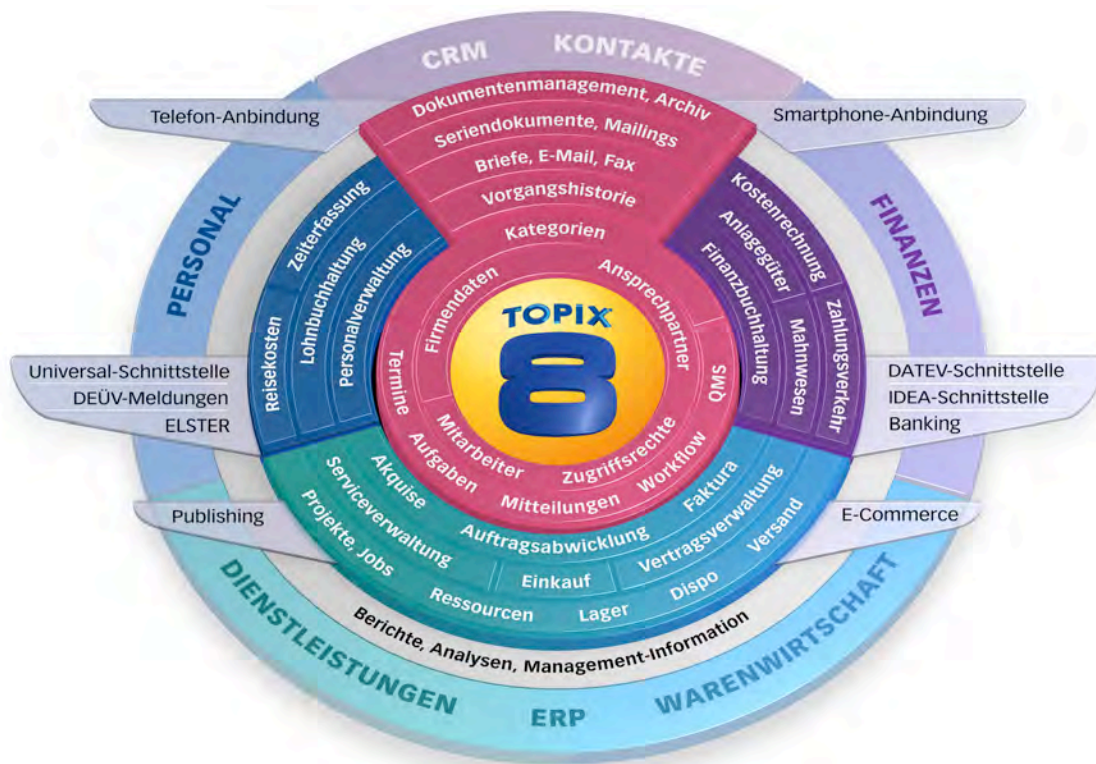 CRM KONTAKTE
Telefon-Anbindung
Smartphone-Anbindung
Dokumentenmanagement, Archiv
Seriendokumente, Mailings
Briefe, E-Mail, Fax
Vorgangshistorie
Kategorien
PERSONAL
Zeiterfassung
Lohnbuchhaltung
Personalverwaltung
Reisekosten
Firmendaten
Ansprechpartner
TOPIX
8
Kostenrechnung
Anlagegüter
Finanzbuchhaltung
Zahlungsverkehr
Mahnwesen
FINANZEN
Termine
QMS
Universal-Schnittstelle
DEÜV-Meldungen
ELSTER
DATEV-Schnittstelle
IDEA-Schnittstelle
Banking
Mitarbeiter
Zugriffsrechte
Aufgaben
Mitteilungen
Workflow
Akquise
Auftragsabwicklung
Faktura
Serviceverwaltung
Einkauf
Vertragsverwaltung
Projekte, Jobs
Ressourcen
Lager
Dispo
Versand
Publishing
E-Commerce
Berichte, Analysen, Management-Information
DIENSTLEISTUNGEN
ERP
WARENWIRTSCHAFT